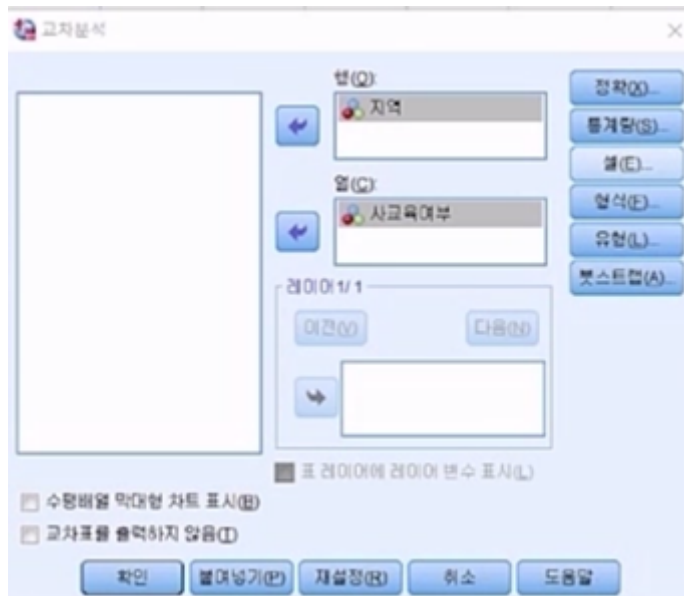 교차분석
행(O):
지역
열(C):
사교육여부
레이어1/1
이전(V)
다음(N)
표 레이어에 레이어 변수 표시(L)
정확(X)...
통계량(S)...
셀(E)...
형식(F)...
유형(L)...
붓스트랩(A)...
수평배열 막대형 차트 표시(B)
교차표를 출력하지 않음(T)
확인
붙여넣기(P)
재설정(R)
취소
도움말